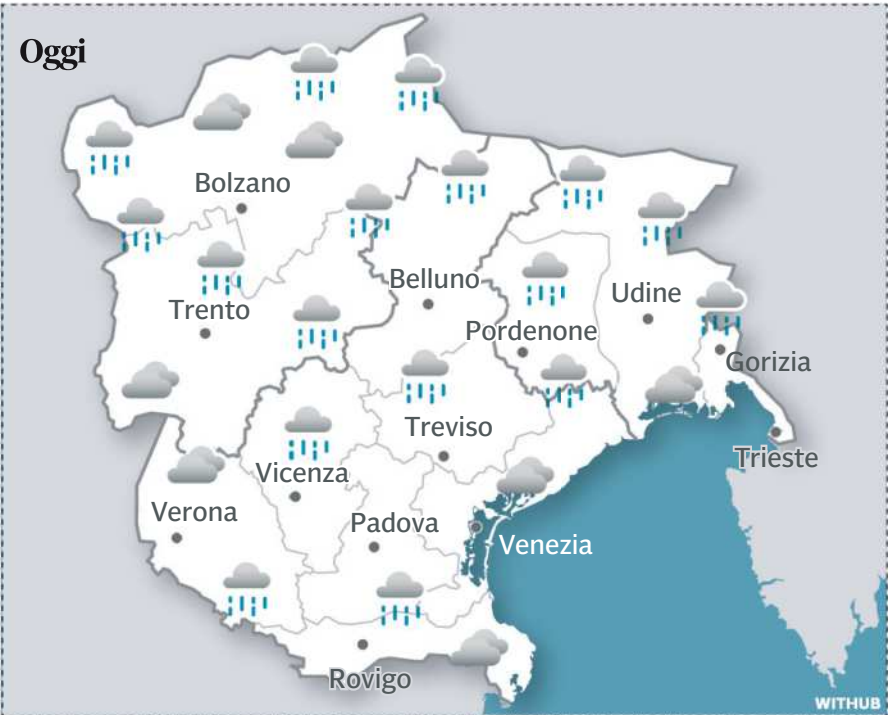 Oggi
Bolzano
Belluno
Udine
Trento
Pordenone
Gorizia
Treviso
Trieste
Vicenza
Verona
Padova
Venezia
Rovigo
WITHUB